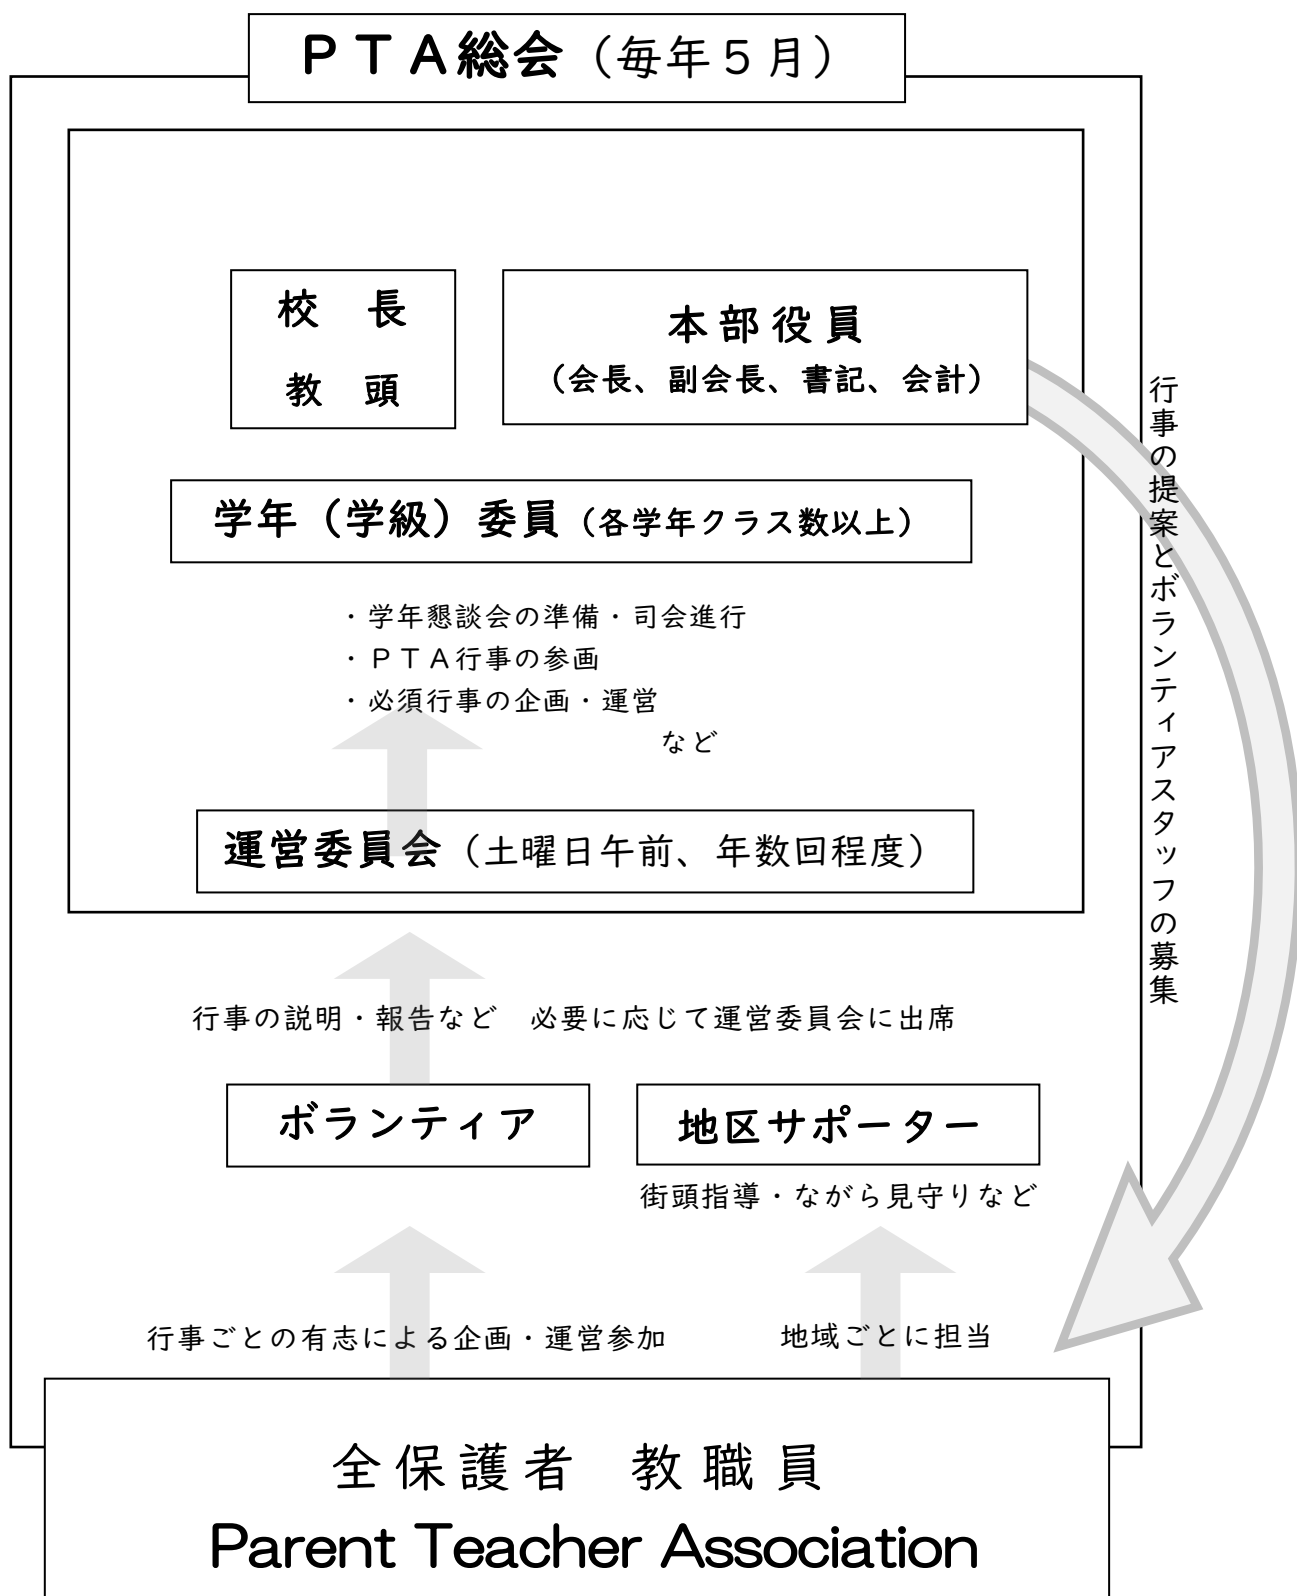 ＰＴＡ総会（毎年５月）
校　長
教　頭
本部役員
（会長、副会長、書記、会計）
学年（学級）委員（各学年クラス数以上）
・学年懇談会の準備・司会進行
・ＰＴＡ行事の参画
・必須行事の企画・運営
など
運営委員会（土曜日午前、年数回程度）
行事の提案とボランティアスタッフの募集
行事の説明・報告など　必要に応じて運営委員会に出席
ボランティア
地区サポーター
街頭指導・ながら見守りなど
行事ごとの有志による企画・運営参加
地域ごとに担当
全保護者　教職員
Parent Teacher Association